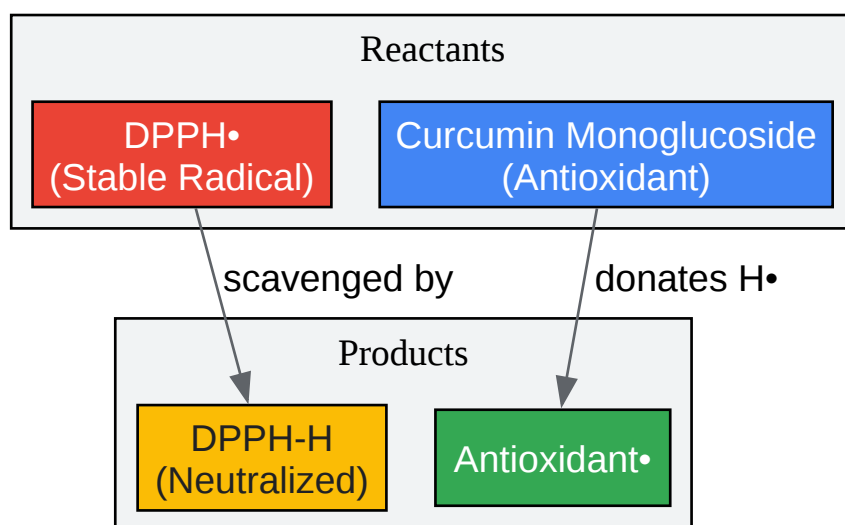 Reactants
DPPH•
(Stable Radical)
Curcumin Monoglucoside
(Antioxidant)
scavenged by
donates H•
Products
DPPH-H
(Neutralized)
Antioxidant•